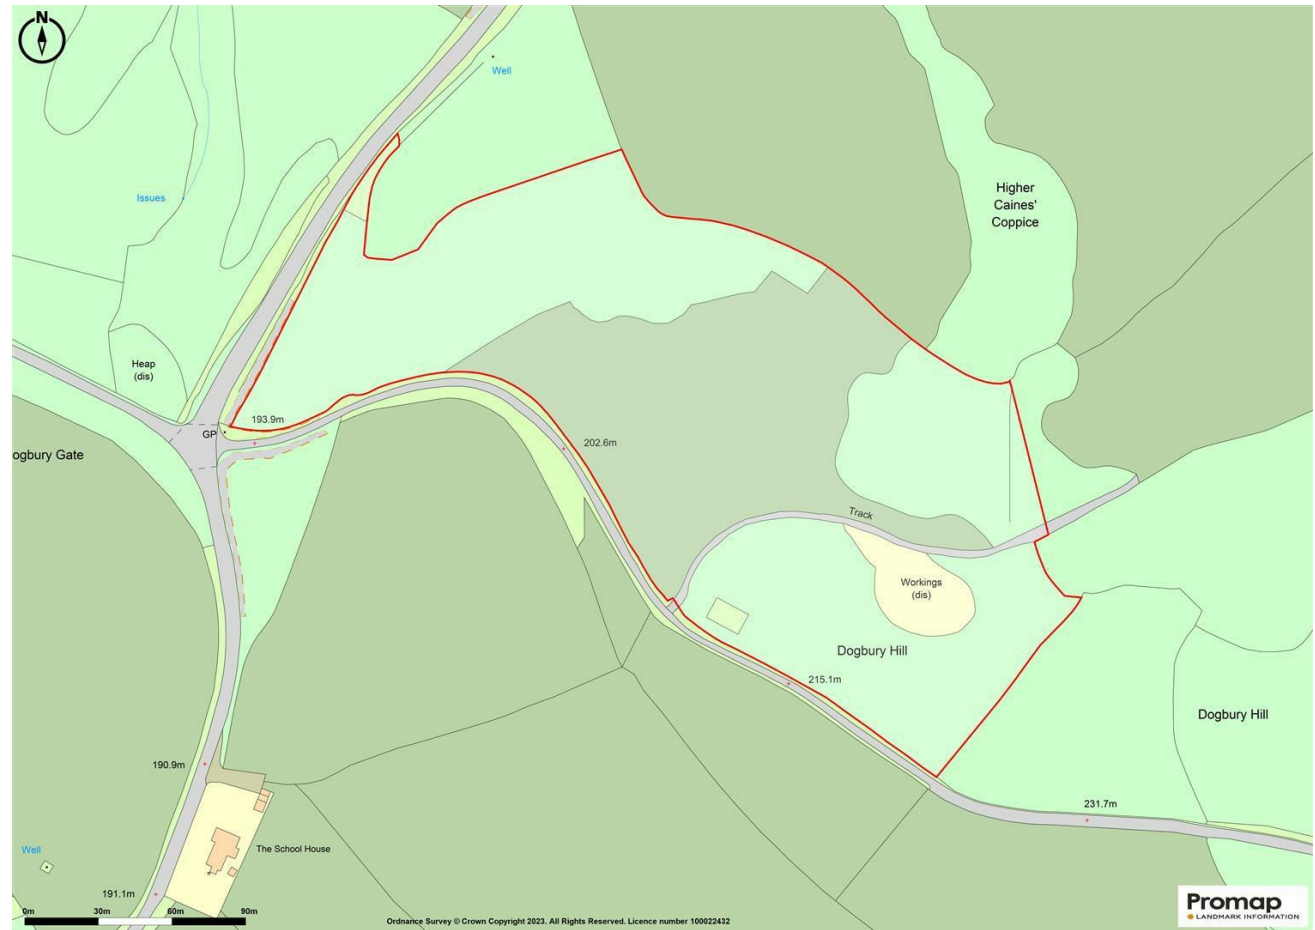 N
Well
Issues
Higher
Caines'
Coppice
Heap
(dis)
193.9m
GP
202.6m
ogbury Gate
Track
Workings
(dis)
Dogbury Hill
215.1m
Dogbury Hill
190.9m
231.7m
The School House
Well
191.1m
0m 30m 60m 90m
Ordnance Survey © Crown Copyright 2023. All Rights Reserved. Licence number 100022432
Promap
LANDMARK INFORMATION